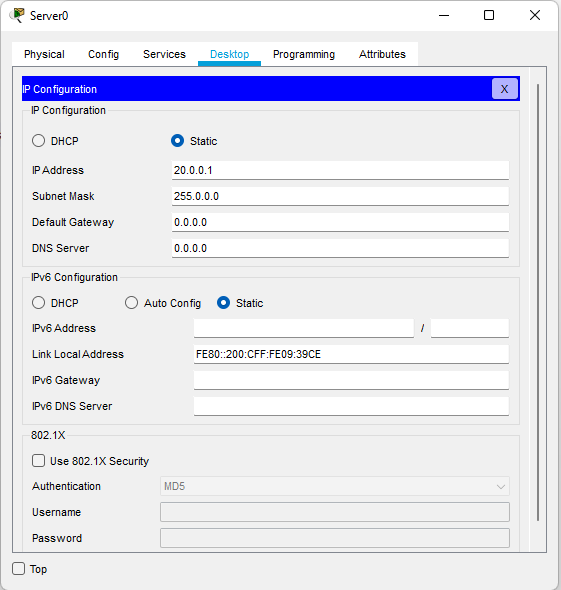 Server0
Physical Config Services Desktop Programming Attributes
IP Configuration X
IP Configuration
DHCP Static
IP Address 20.0.0.1
Subnet Mask 255.0.0.0
Default Gateway 0.0.0.0
DNS Server 0.0.0.0
IPv6 Configuration
DHCP Auto Config Static
IPv6 Address /
Link Local Address FE80::200:CFF:FE09:39CE
IPv6 Gateway
IPv6 DNS Server
802.1X
Use 802.1X Security
Authentication MD5
Username
Password
Top